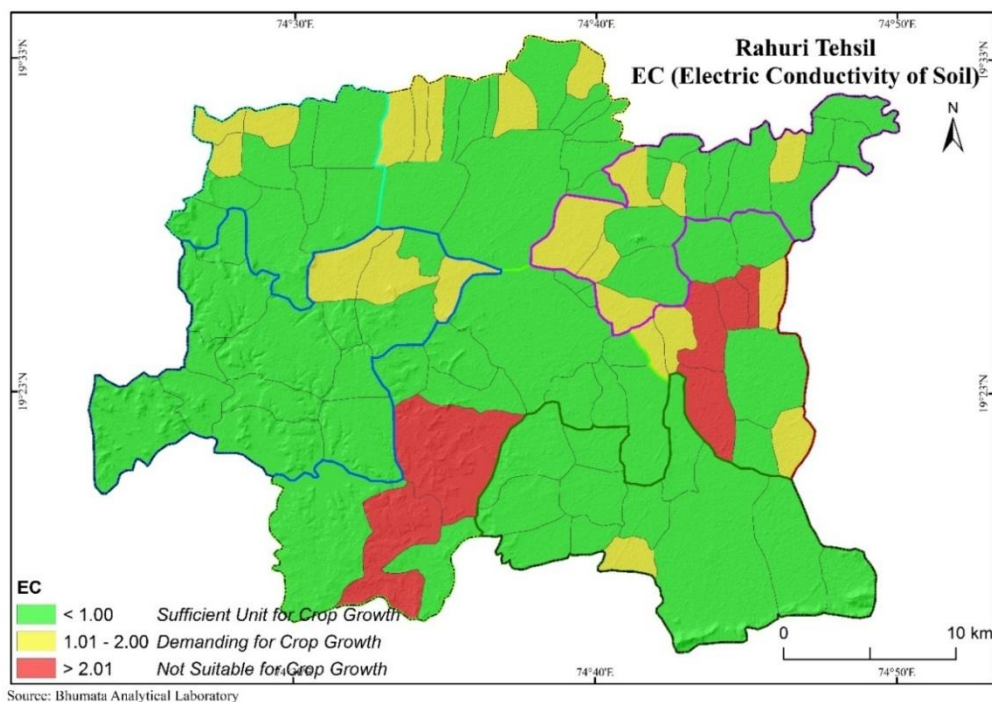 74°30'E
74°40'E
74°50'E
Rahuri Tehsil
EC (Electric Conductivity of Soil)
19°33'N
19°33'N
N
19°23'N
19°23'N
EC
< 1.00 Sufficient Unit for Crop Growth
1.01 - 2.00 Demanding for Crop Growth
> 2.01 Not Suitable for Crop Growth
0 10 km
74°40'E
74°50'E
Source: Bhumata Analytical Laboratory